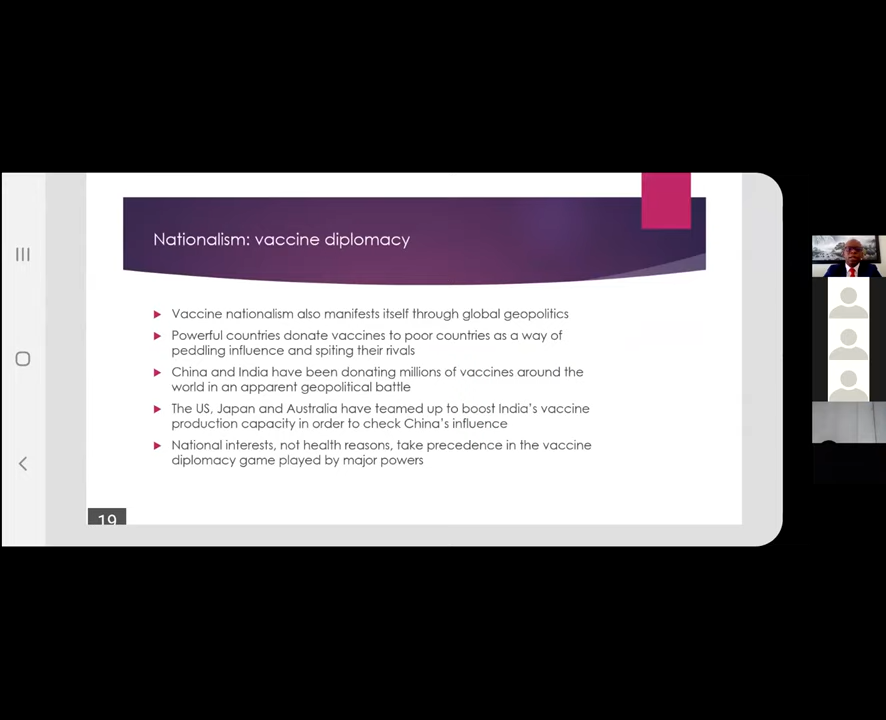 Nationalism: vaccine diplomacy
Vaccine nationalism also manifests itself through global geopolitics
Powerful countries donate vaccines to poor countries as a way of
peddling influence and spiting their rivals
China and India have been donating millions of vaccines around the
world in an apparent geopolitical battle
The US, Japan and Australia have teamed up to boost India's vaccine
production capacity in order to check China's influence
National interests, not health reasons, take precedence in the vaccine
diplomacy game played by major powers
19